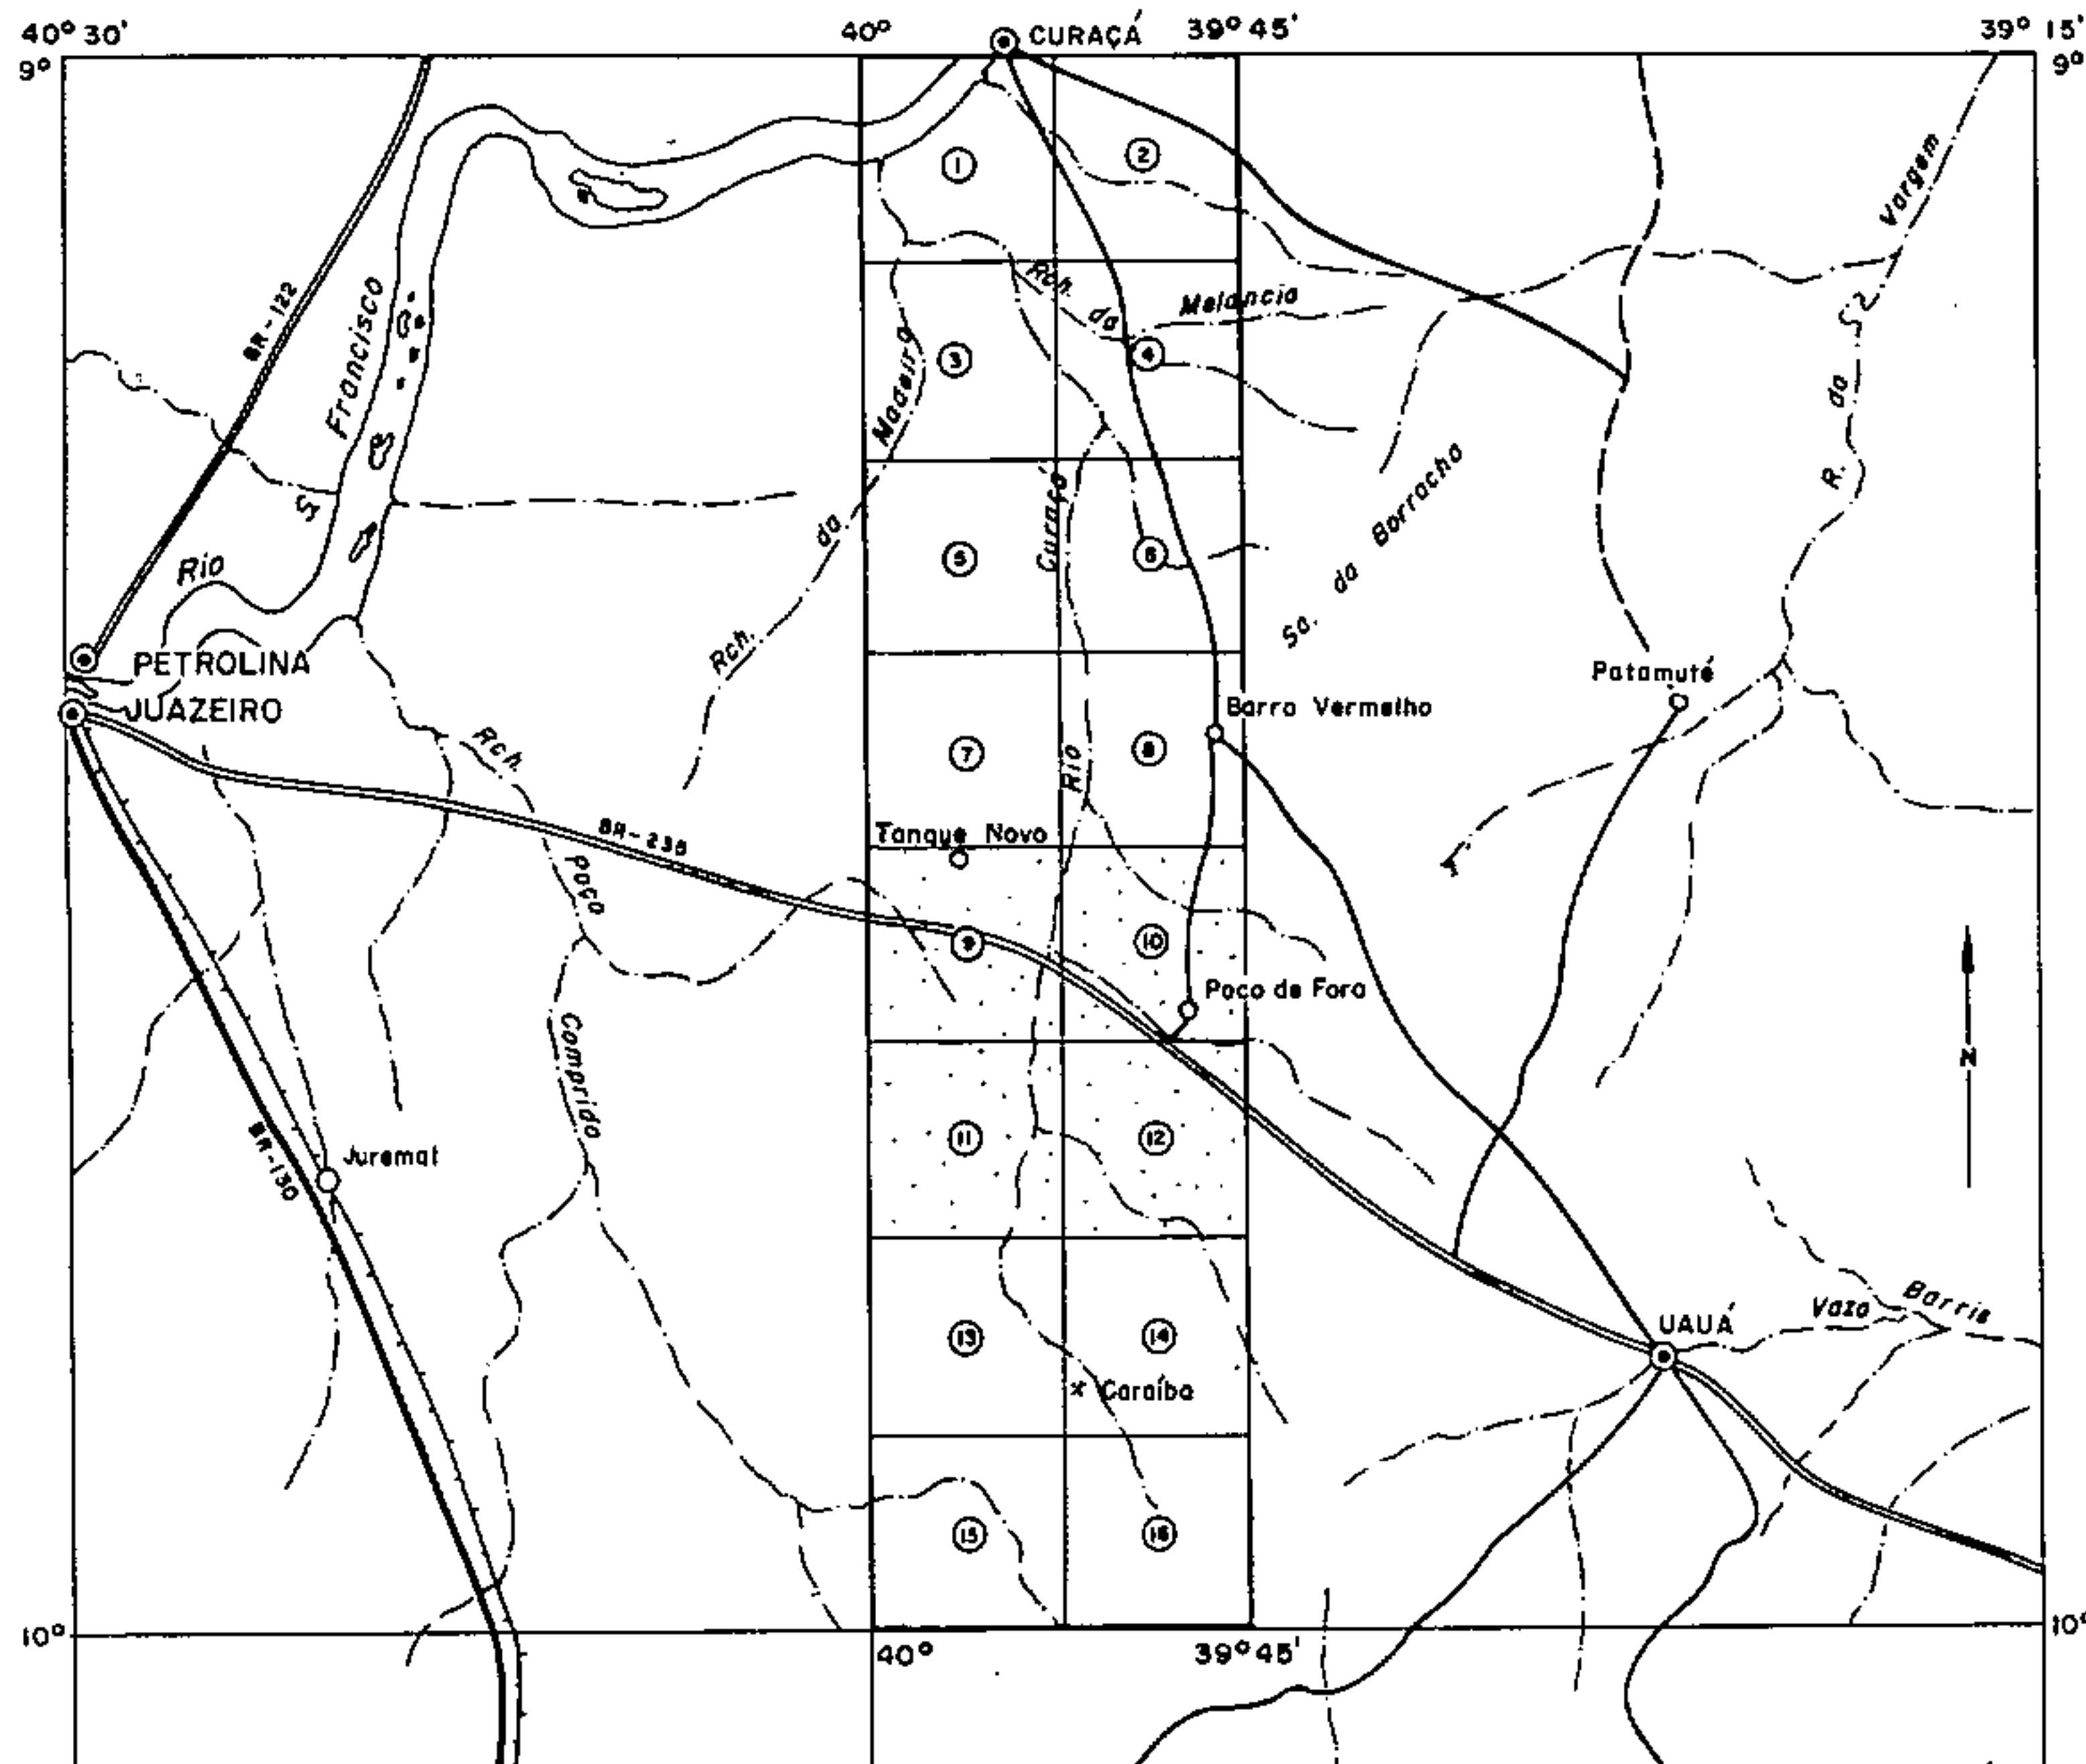 40° 30'
40°
CURAÇÁ
39° 45'
39° 15'
9°
9°
1
2
Vargem
BR-122
Francisco
Rch.
da
Melancia
3
4
Madeira
da
S.
R.
Curaçá
Borracha
da
da
Sa.
5
6
Rio
Rch.
PETROLINA
Patamuté
JUAZEIRO
Barro Vermelho
Rch.
7
Rio
8
BR-235
Tanque Novo
Poço
9
10
Poco de Fora
Comprido
N
11
12
BR-130
Juremal
13
14
UAUÁ
Vaza
Barris
x Caraíba
15
16
10°
10°
40°
39° 45'